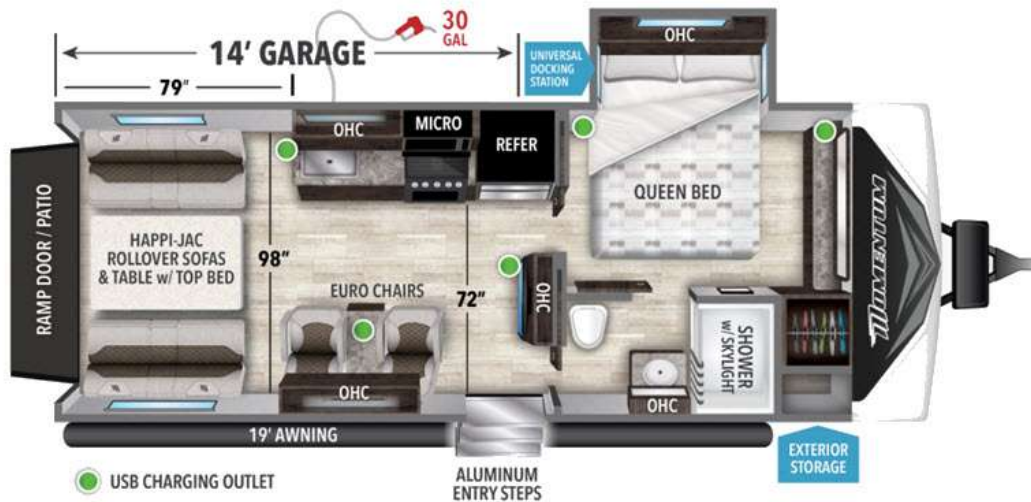 30
GAL
14' GARAGE
79"
UNIVERSAL
DOCKING
STATION
OHC
OHC
MICRO
REFER
QUEEN BED
RAMP DOOR / PATIO
HAPPI-JAC
ROLLOVER SOFAS
& TABLE w/ TOP BED
98"
EURO CHAIRS
72"
OHC
OHC
OHC
SHOWER
w/ SKYLIGHT
MOMENTUM
19' AWNING
USB CHARGING OUTLET
ALUMINUM
ENTRY STEPS
EXTERIOR
STORAGE